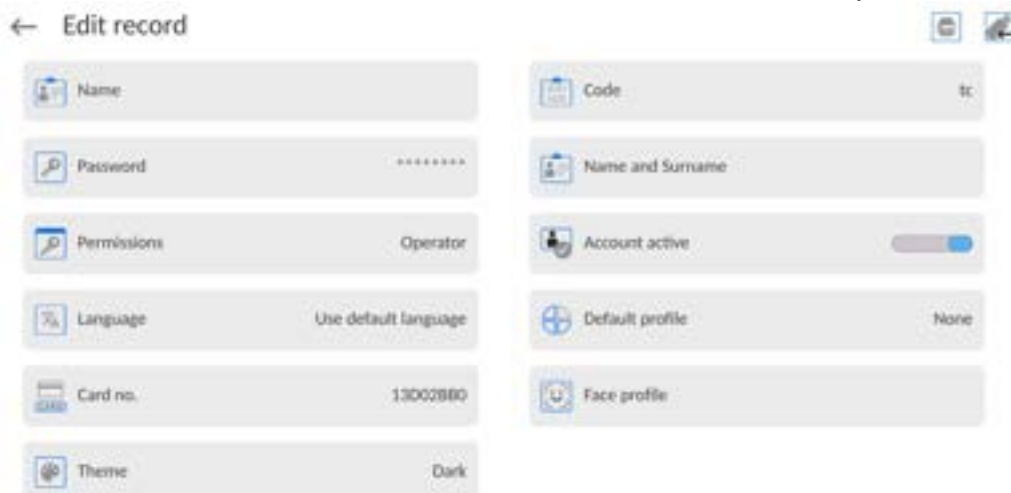 Edit record
Name
Code tc
Password ********
Name and Surname
Permissions Operator
Account active
Language Use default language
Default profile None
Card no. 13D02BB0
Face profile
Theme Dark